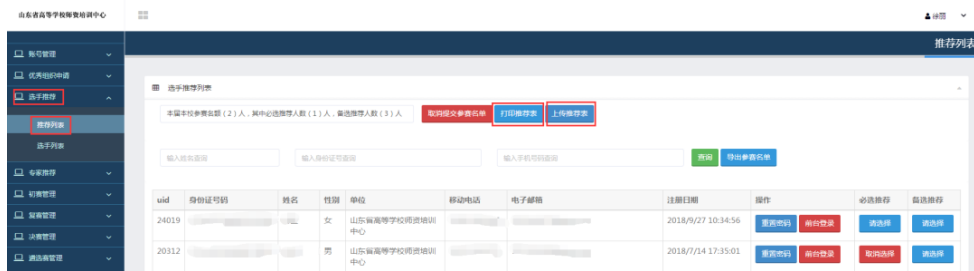 山东省高等学校师资培训中心
徐丽
推荐列表
账号管理
优秀组织申请
选手推荐
推荐列表
选手列表
专家推荐
初赛管理
复赛管理
决赛管理
遴选赛管理
选手推荐列表
本届本校参赛名额（2）人，其中必选推荐人数（1）人，备选推荐人数（3）人
取消提交参赛名单 打印推荐表 上传推荐表
输入姓名查询 输入身份证号查询 输入手机号码查询 查询 导出参赛名单
uid 身份证号码 姓名 性别 单位 移动电话 电子邮箱 注册日期 操作 必选推荐 备选推荐
24019 女 山东省高等学校师资培训 2018/9/27 10:34:56 重置密码 前台登录 请选择 请选择
中心
20312 男 山东省高等学校师资培训 2018/7/14 17:35:01 重置密码 前台登录 取消选择 请选择
中心